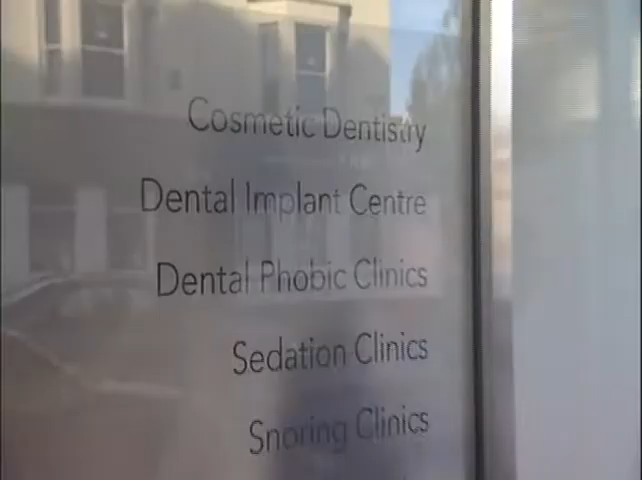 Cosmetic Dentistry
Dental Implant Centre
Dental Phobic Clinics
Sedation Clinics
Snoring Clinics